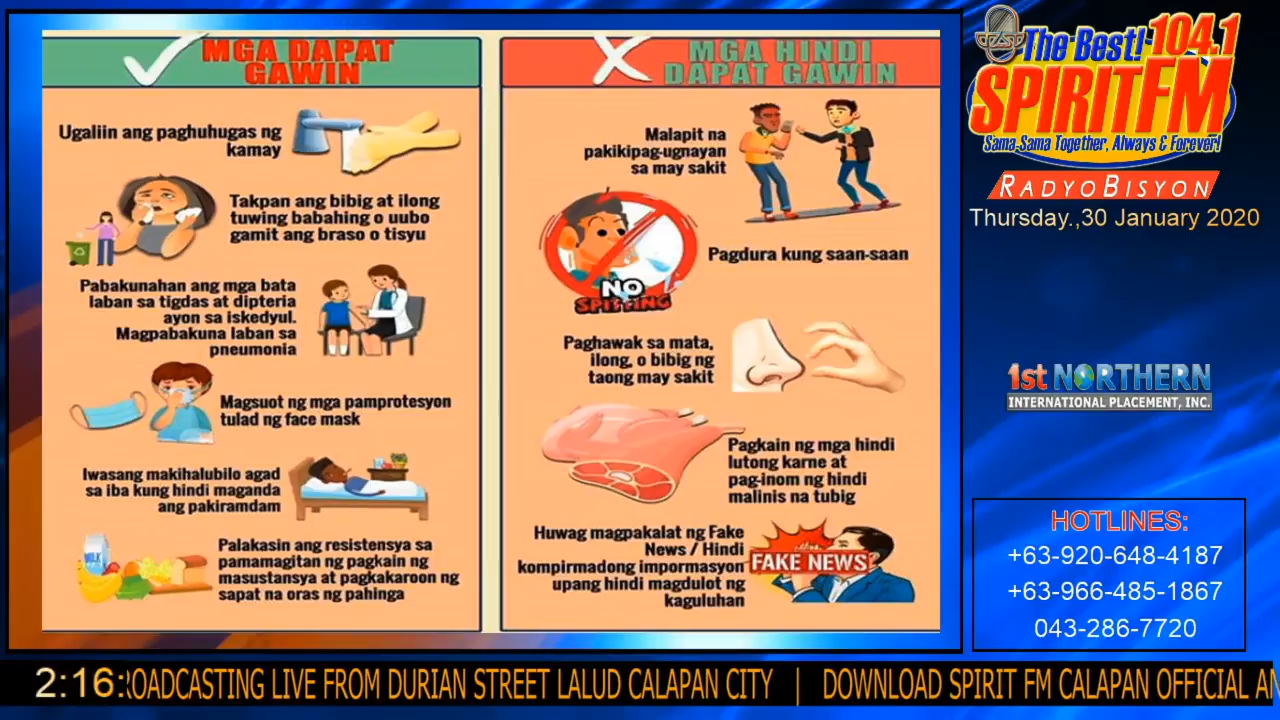 MGA DAPAT
GAWIN
Ugaliin ang paghuhugas ng
kamay
Takpan ang bibig at ilong
tuwing babahing o uubo
gamit ang braso o tisyu
Pabakunahan ang mga bata
laban sa tigdas at dipteria
ayon sa iskedyul.
Magpabakuna laban sa
pneumonia
Magsuot ng mga pamprotesyon
tulad ng face mask
Iwasang makihalubilo agad
sa iba kung hindi maganda
ang pakiramdam
MILK
Palakasin ang resistensya sa
pamamagitan ng pagkain ng
masustansya at pagkakaroon ng
sapat na oras ng pahinga
MGA HINDI
DAPAT GAWIN
Malapit na
pakikipag-ugnayan
sa may sakit
NO
SPITTING
Pagdura kung saan-saan
Paghawak sa mata,
ilong, o bibig ng
taong may sakit
Pagkain ng mga hindi
lutong karne at
pag-inom ng hindi
malinis na tubig
Huwag magpakalat ng Fake
News / Hindi
kompirmadong impormasyon
upang hindi magdulot ng
kaguluhan
FAKE NEWS
The Best! 104.1
SPIRIT FM
Sama-Sama Together, Always & Forever!
RADYOBISYON
Thursday.,30 January 2020
1st NORTHERN
INTERNATIONAL PLACEMENT, INC.
HOTLINES:
+63-920-648-4187
+63-966-485-1867
043-286-7720
2:16: ROADCASTING LIVE FROM DURIAN STREET LALUD CALAPAN CITY | DOWNLOAD SPIRIT FM CALAPAN OFFICIAL AN